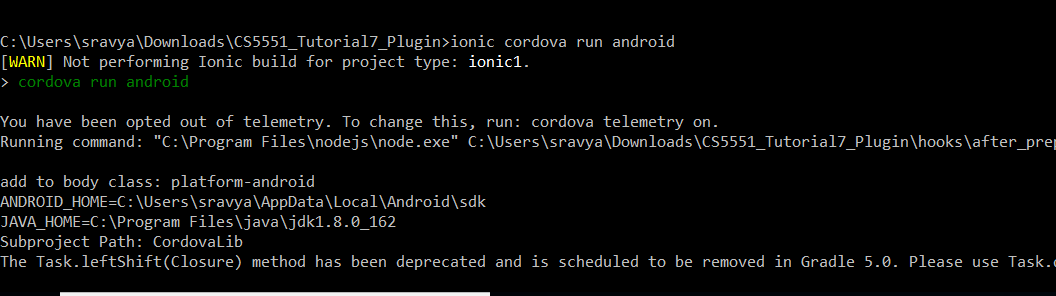 C:\Users\sravya\Downloads\CS5551_Tutorial7_Plugin>ionic cordova run android
[WARN] Not performing Ionic build for project type: ionic1.
> cordova run android
You have been opted out of telemetry. To change this, run: cordova telemetry on.
Running command: "C:\Program Files\nodejs\node.exe" C:\Users\sravya\Downloads\CS5551_Tutorial7_Plugin\hooks\after_prep
add to body class: platform-android
ANDROID_HOME=C:\Users\sravya\AppData\Local\Android\sdk
JAVA_HOME=C:\Program Files\java\jdk1.8.0_162
Subproject Path: CordovaLib
The Task.leftShift(Closure) method has been deprecated and is scheduled to be removed in Gradle 5.0. Please use Task.